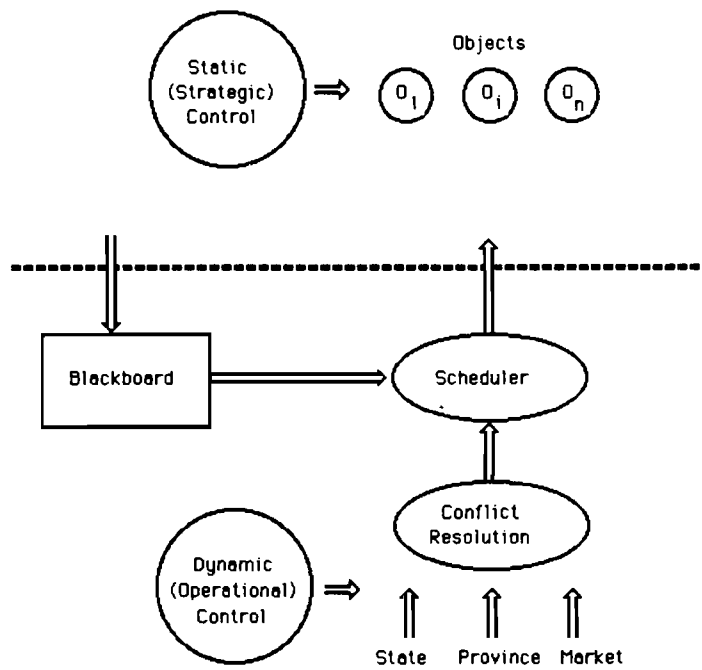 Objects
Static
(Strategic)
Control
O1
Oi
On
Blackboard
Scheduler
Conflict
Resolution
Dynamic
(Operational)
Control
State
Province
Market